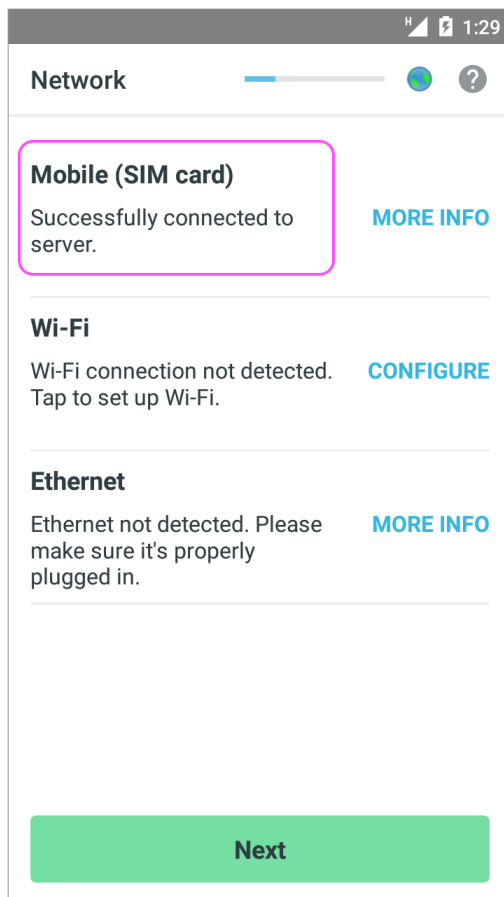 H 1:29
Network ?
Mobile (SIM card)
Successfully connected to
server.
MORE INFO
Wi-Fi
Wi-Fi connection not detected.
Tap to set up Wi-Fi.
CONFIGURE
Ethernet
Ethernet not detected. Please
make sure it's properly
plugged in.
MORE INFO
Next